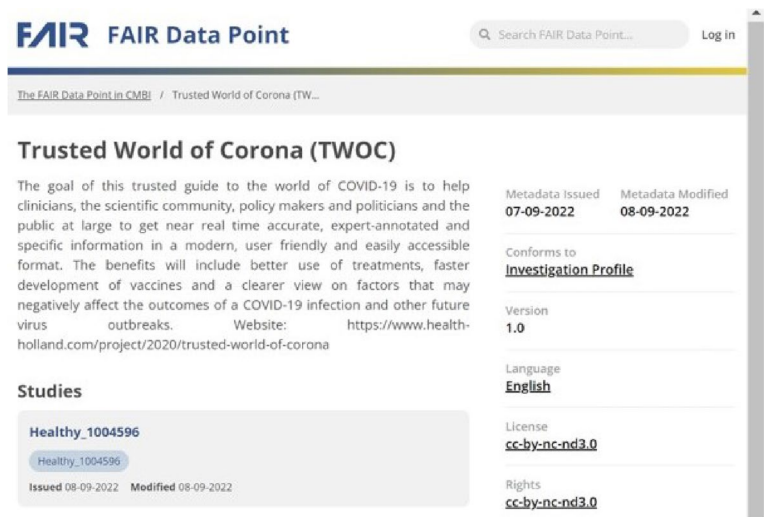 FAIR FAIR Data Point
Search FAIR Data Point...
Log in
The FAIR Data Point in CMBI / Trusted World of Corona (TW...
Trusted World of Corona (TWOC)
The goal of this trusted guide to the world of COVID-19 is to help
clinicians, the scientific community, policy makers and politicians and the
public at large to get near real time accurate, expert-annotated and
specific information in a modern, user friendly and easily accessible
format. The benefits will include better use of treatments, faster
development of vaccines and a clearer view on factors that may
negatively affect the outcomes of a COVID-19 infection and other future
virus outbreaks. Website: https://www.health-
holland.com/project/2020/trusted-world-of-corona
Studies
Healthy_1004596
Healthy_1004596
Issued 08-09-2022 Modified 08-09-2022
Metadata Issued Metadata Modified
07-09-2022 08-09-2022
Conforms to
Investigation Profile
Version
1.0
Language
English
License
cc-by-nc-nd3.0
Rights
cc-by-nc-nd3.0